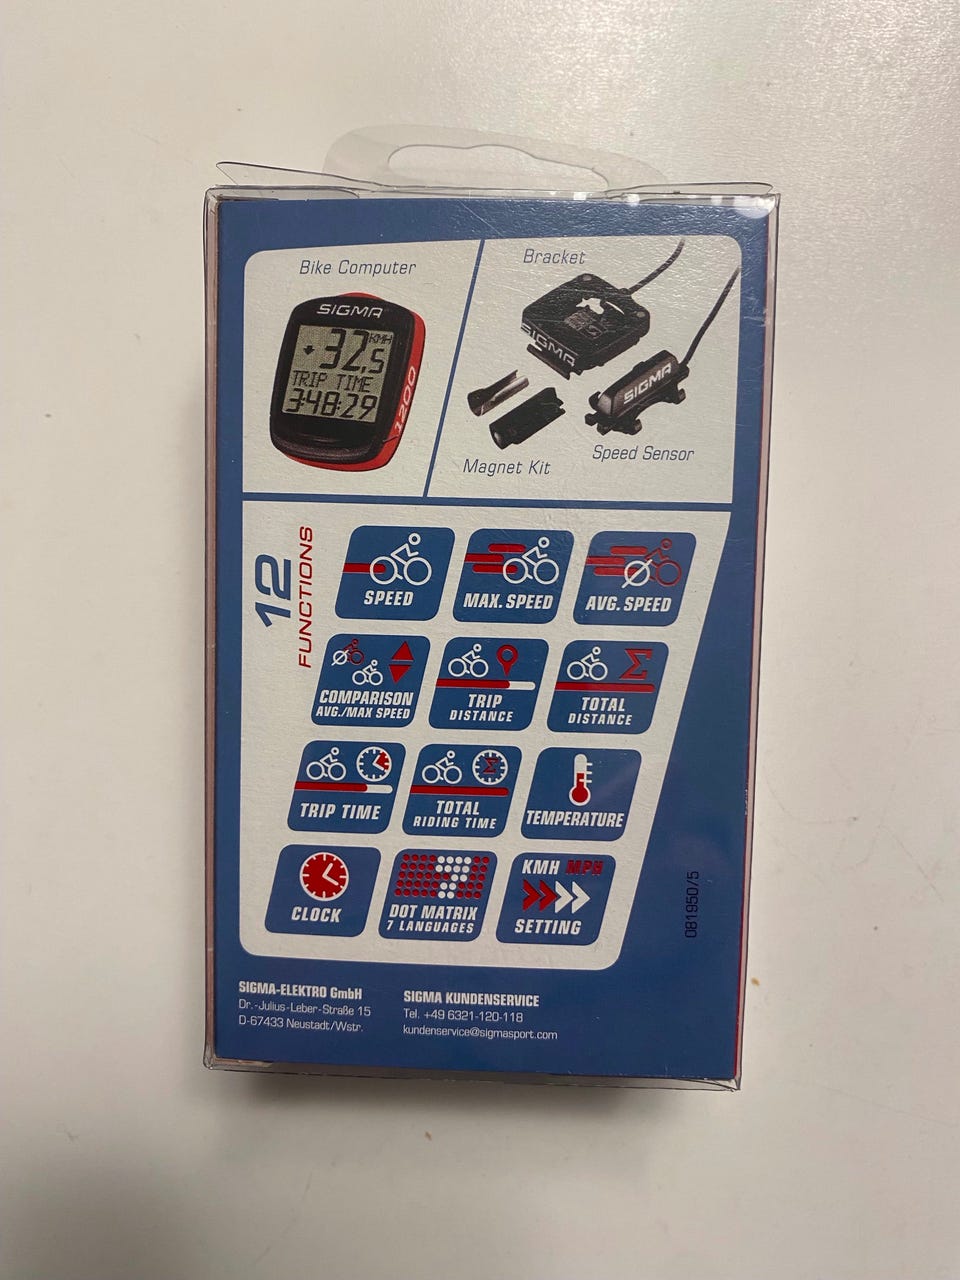 Bike Computer
SIGMA
32,5 KMH
TRIP TIME
3:48:29
1200
Bracket
SIGMA
SIGMA
Magnet Kit
Speed Sensor
12
FUNCTIONS
SPEED
MAX. SPEED
AVG. SPEED
COMPARISON
AVG./MAX SPEED
TRIP
DISTANCE
TOTAL
DISTANCE
TRIP TIME
TOTAL
RIDING TIME
TEMPERATURE
CLOCK
DOT MATRIX
7 LANGUAGES
KMH MPH
SETTING
081950/5
SIGMA-ELEKTRO GmbH
Dr.-Julius-Leber-Straße 15
D-67433 Neustadt/Wstr.
SIGMA KUNDENSERVICE
Tel. +49 6321-120-118
kundenservice@sigmasport.com